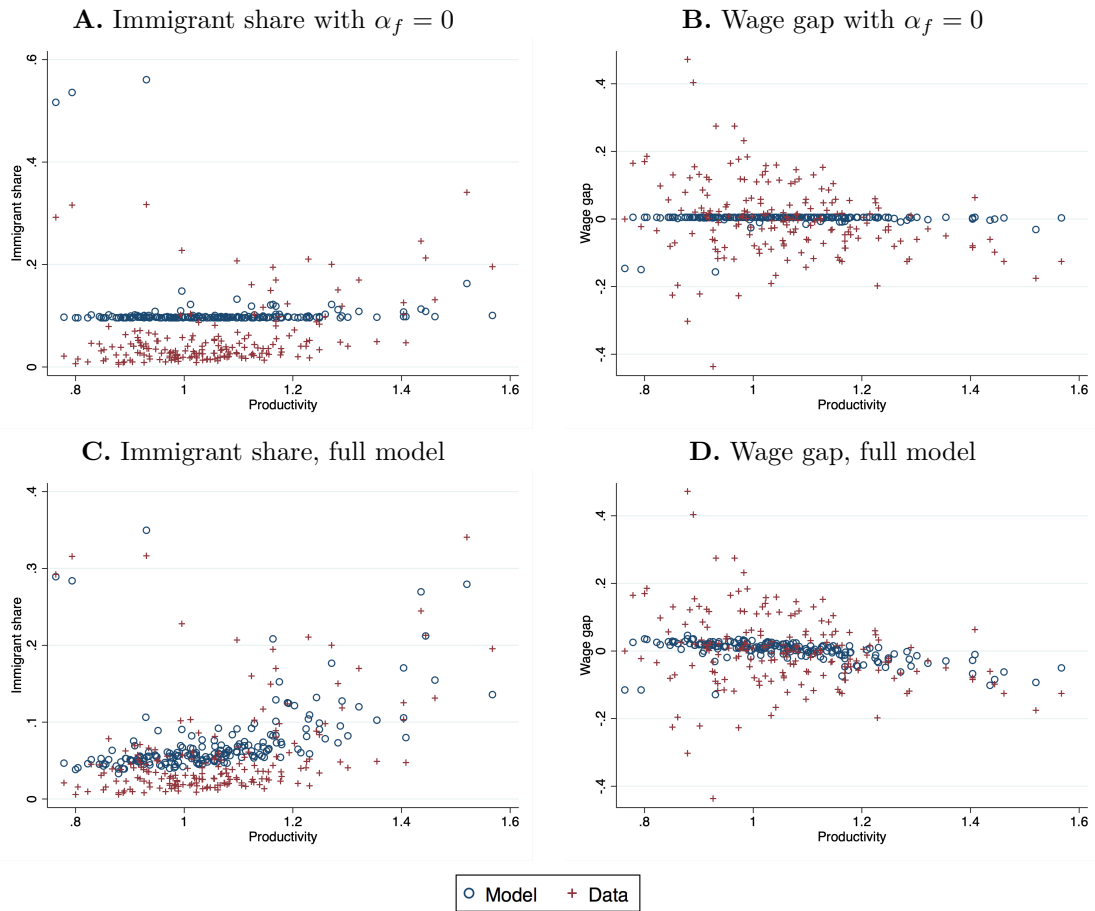 A. Immigrant share with α_f = 0
.6
.4
.2
0
Immigrant share
.8
1
1.2
1.4
1.6
Productivity
B. Wage gap with α_f = 0
.4
.2
0
-.2
-.4
Wage gap
.8
1
1.2
1.4
1.6
Productivity
C. Immigrant share, full model
.4
.3
.2
.1
0
Immigrant share
.8
1
1.2
1.4
1.6
Productivity
D. Wage gap, full model
.4
.2
0
-.2
-.4
Wage gap
.8
1
1.2
1.4
1.6
Productivity
Model
Data